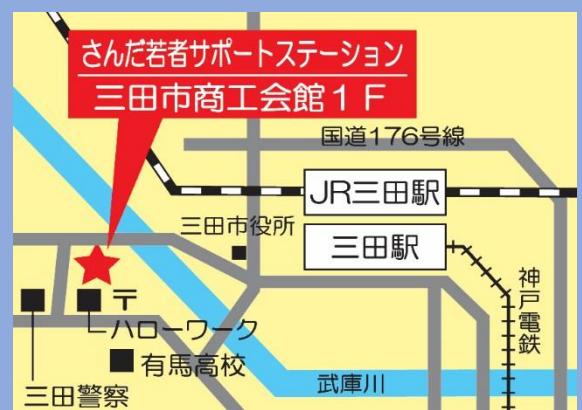 さんだ若者サポートステーション
三田市商工会館１Ｆ
国道176号線
JR三田駅
三田市役所
三田駅
神戸電鉄
〒
ハローワーク
有馬高校
武庫川
三田警察